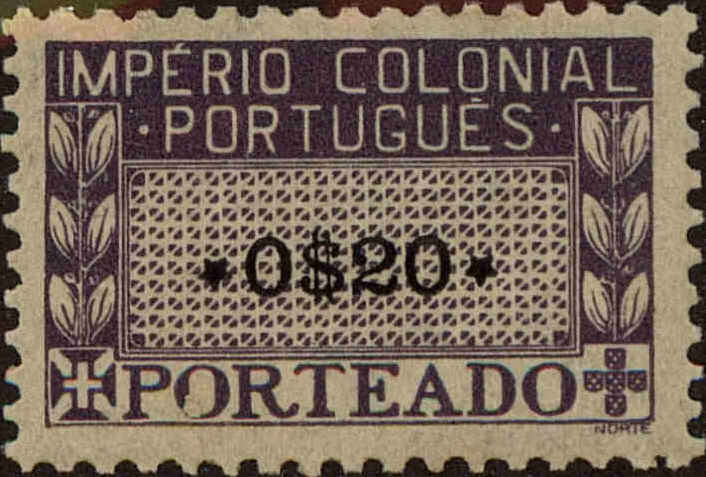 IMPÉRIO COLONIAL
·PORTUGUÊS·
★0$20★
PORTEADO
NORTE